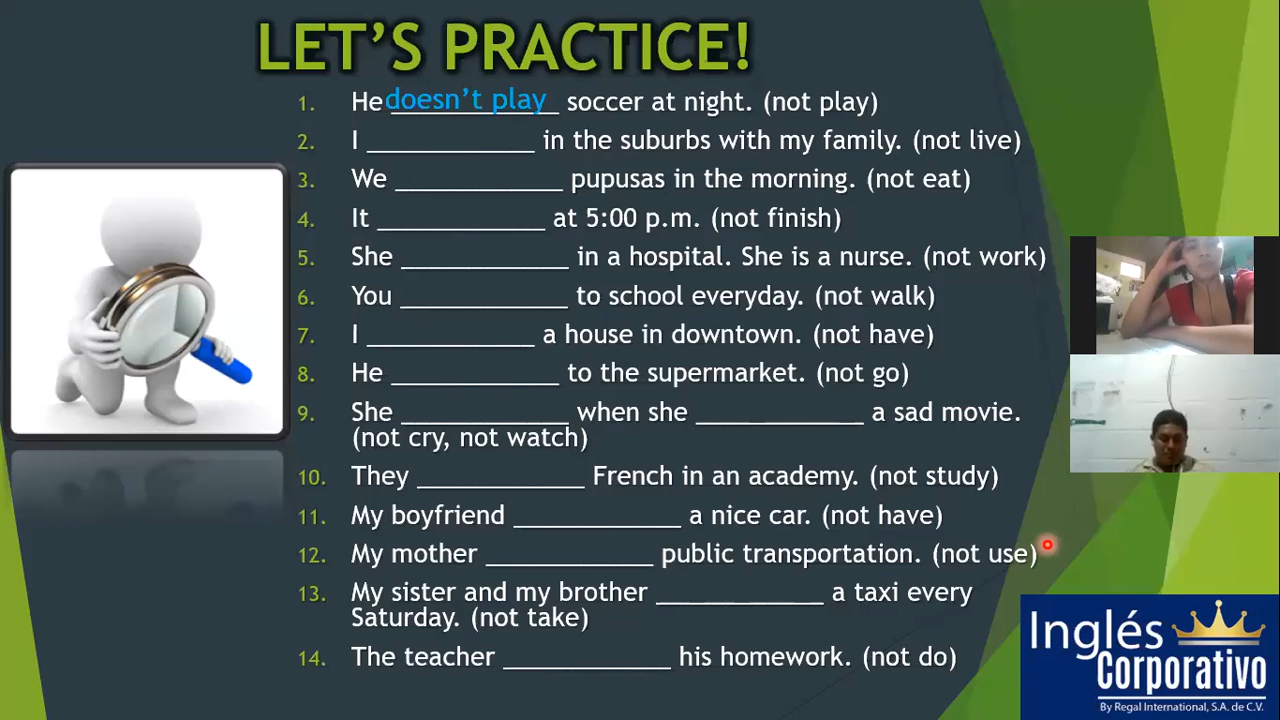 LET'S PRACTICE!
1. He doesn't play soccer at night. (not play)
2. I ____________ in the suburbs with my family. (not live)
3. We ____________ pupusas in the morning. (not eat)
4. It ____________ at 5:00 p.m. (not finish)
5. She ____________ in a hospital. She is a nurse. (not work)
6. You ____________ to school everyday. (not walk)
7. I ____________ a house in downtown. (not have)
8. He ____________ to the supermarket. (not go)
9. She ____________ when she ____________ a sad movie.
(not cry, not watch)
10. They ____________ French in an academy. (not study)
11. My boyfriend ____________ a nice car. (not have)
12. My mother ____________ public transportation. (not use)
13. My sister and my brother ____________ a taxi every
Saturday. (not take)
14. The teacher ____________ his homework. (not do)
Inglés
Corporativo
By Regal International, S.A. de C.V.